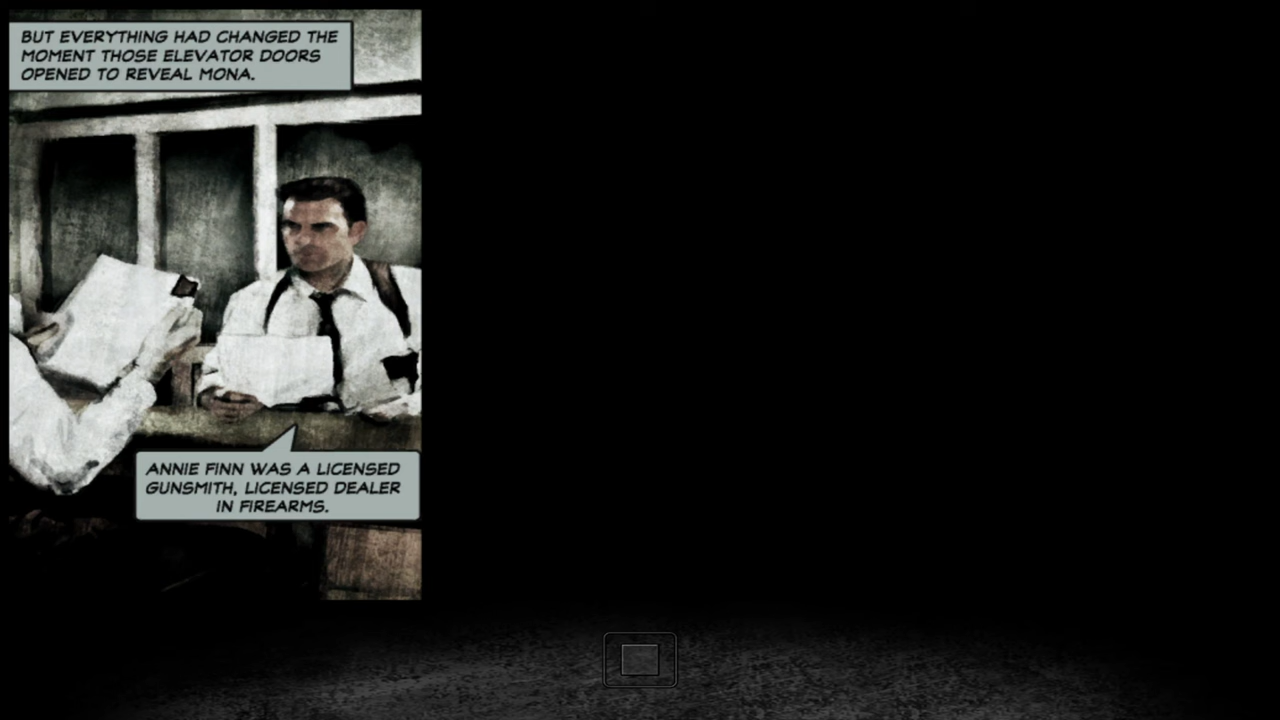 BUT EVERYTHING HAD CHANGED THE
MOMENT THOSE ELEVATOR DOORS
OPENED TO REVEAL MONA.
ANNIE FINN WAS A LICENSED
GUNSMITH, LICENSED DEALER
IN FIREARMS.